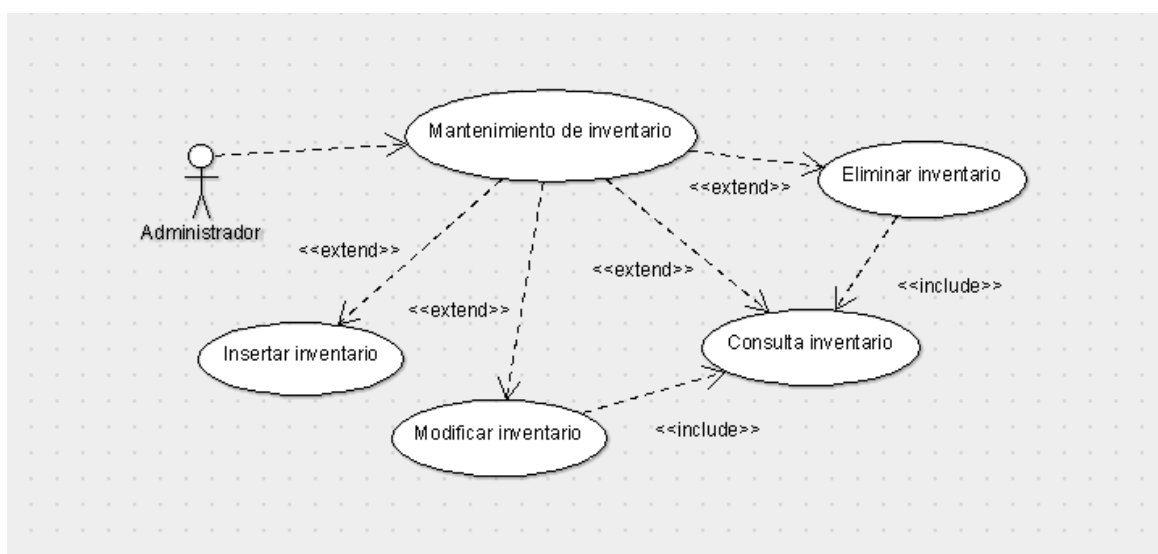 Mantenimiento de inventario
Eliminar inventario
<<extend>>
Administrador
<<extend>>
<<extend>>
<<include>>
<<extend>>
Insertar inventario
Consulta inventario
Modificar inventario
<<include>>